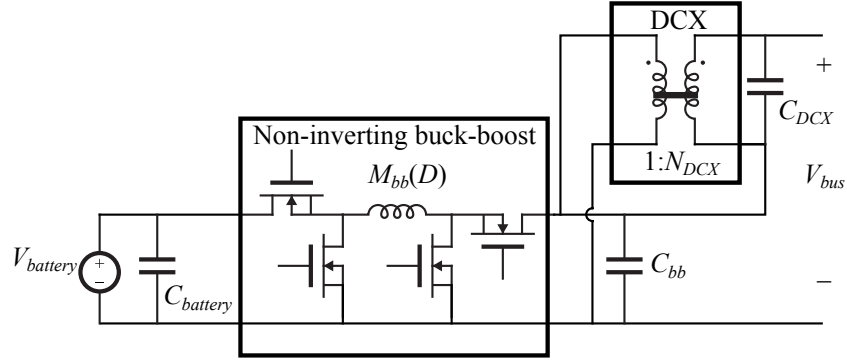 DCX
+
C_DCX
1:N_DCX
V_bus
Non-inverting buck-boost
M_bb(D)
V_battery
+
−
C_battery
C_bb
−